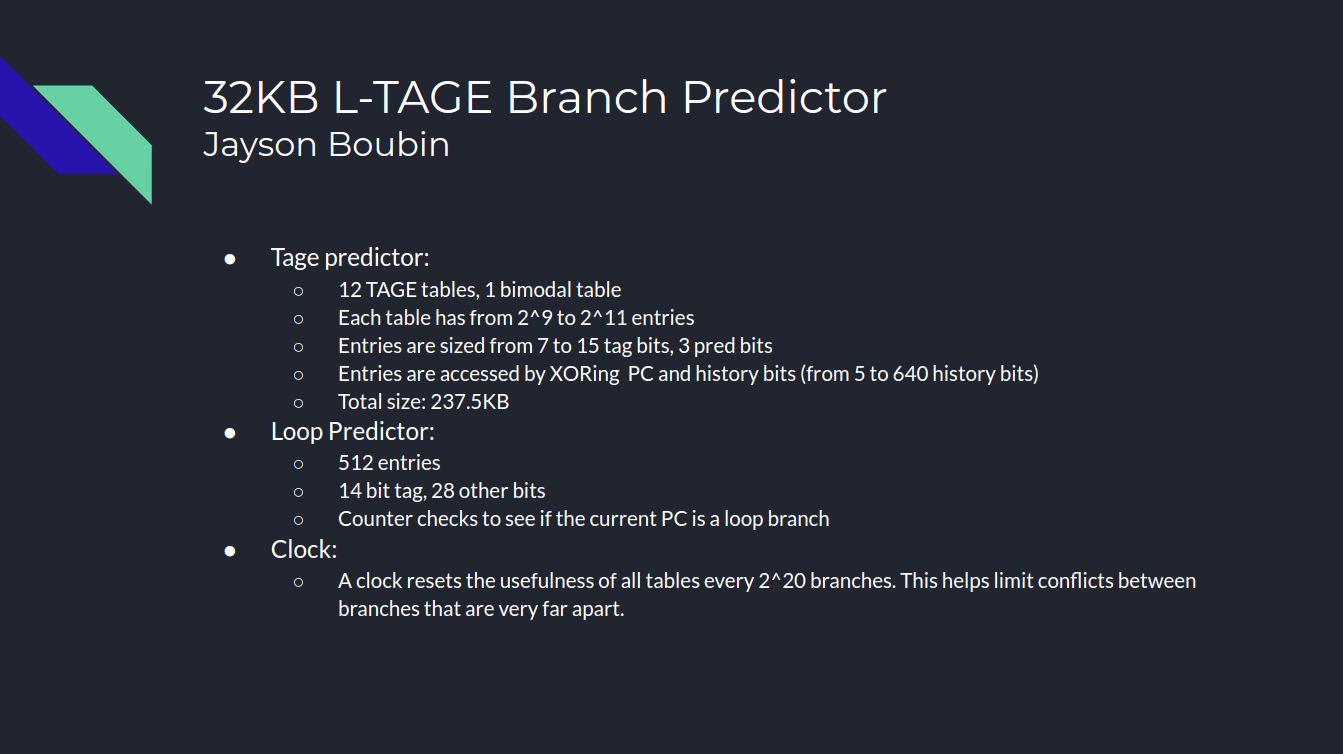 32KB L-TAGE Branch Predictor
Jayson Boubin
● Tage predictor:
○ 12 TAGE tables, 1 bimodal table
○ Each table has from 2^9 to 2^11 entries
○ Entries are sized from 7 to 15 tag bits, 3 pred bits
○ Entries are accessed by XORing  PC and history bits (from 5 to 640 history bits)
○ Total size: 237.5KB
● Loop Predictor:
○ 512 entries
○ 14 bit tag, 28 other bits
○ Counter checks to see if the current PC is a loop branch
● Clock:
○ A clock resets the usefulness of all tables every 2^20 branches. This helps limit conflicts between
branches that are very far apart.